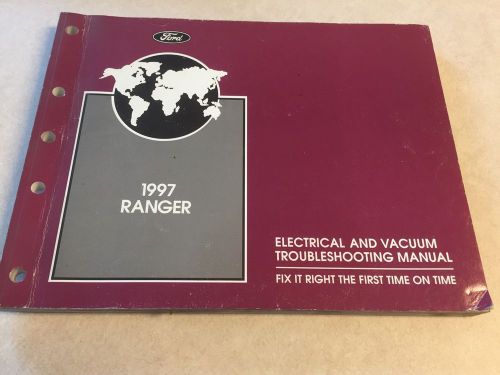 Ford
1997
RANGER
ELECTRICAL AND VACUUM
TROUBLESHOOTING MANUAL
FIX IT RIGHT THE FIRST TIME ON TIME